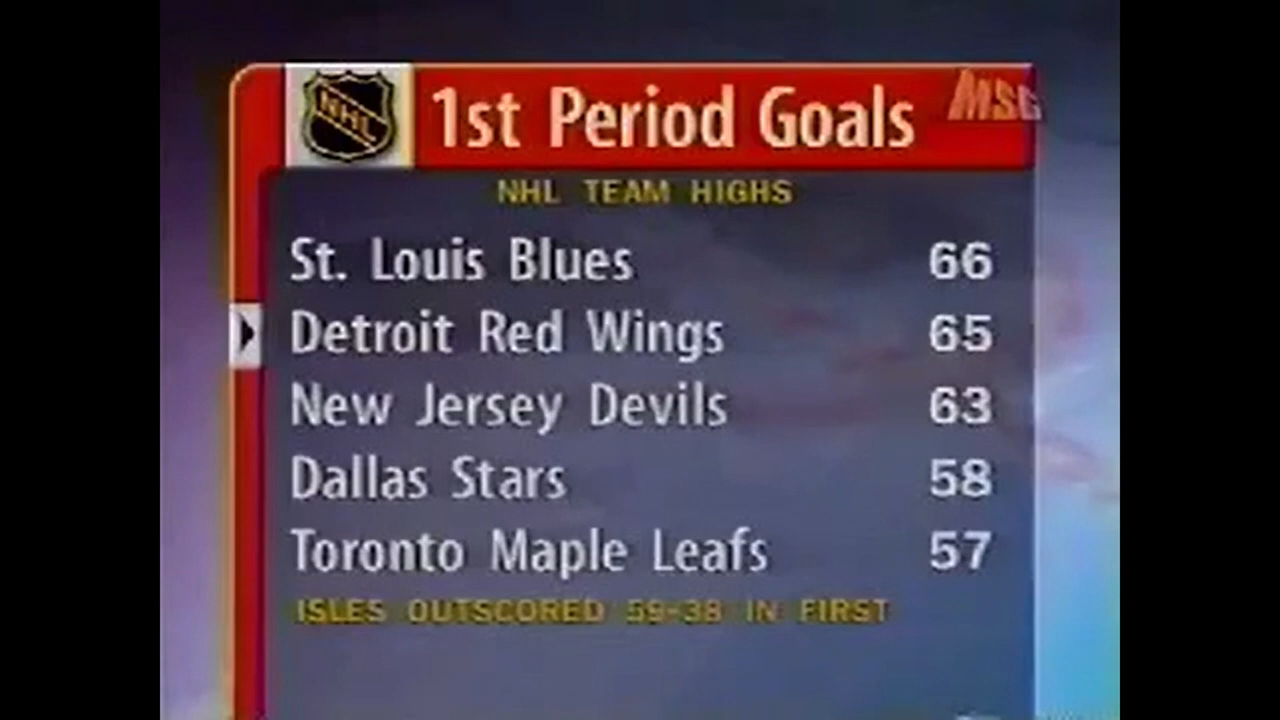 NHL
1st Period Goals
MSG
NHL TEAM HIGHS
St. Louis Blues 66
Detroit Red Wings 65
New Jersey Devils 63
Dallas Stars 58
Toronto Maple Leafs 57
ISLES OUTSCORED 59-38 IN FIRST